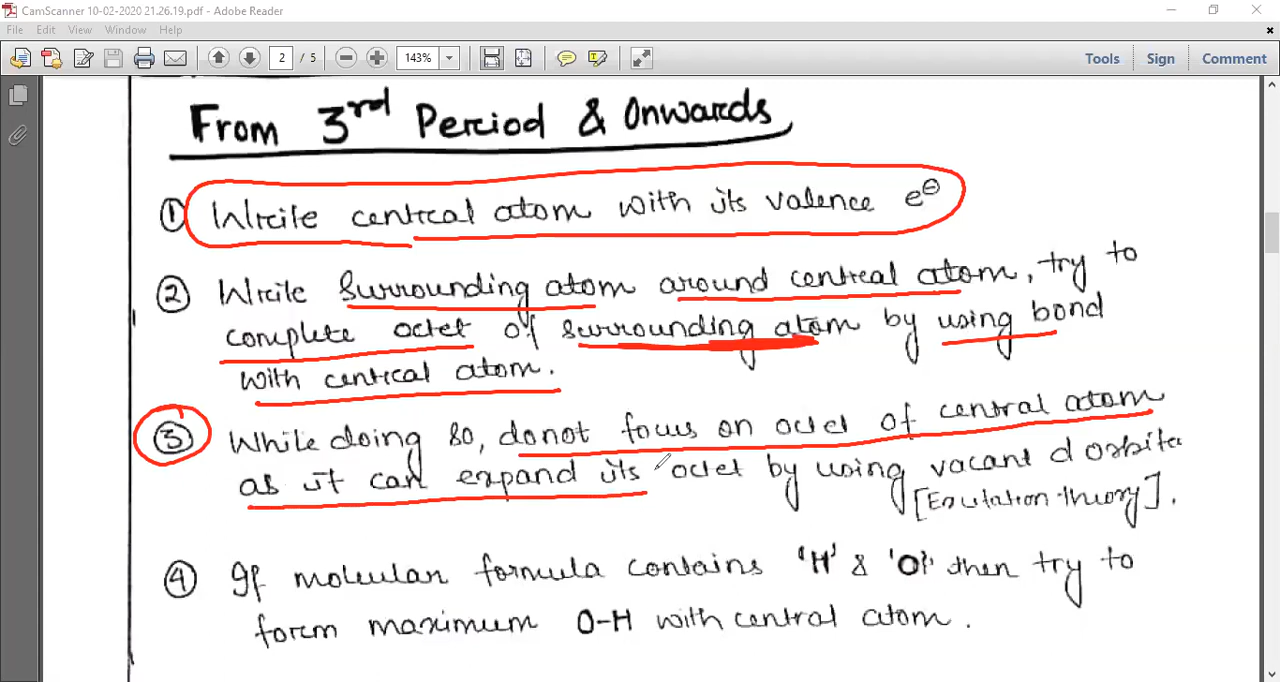 CamScanner 10-02-2020 21.26.19.pdf - Adobe Reader
File Edit View Window Help
2 / 5 143% Tools Sign Comment
From 3rd Period & Onwards
① Write central atom with its valence e⊖
② Write surrounding atom around central atom, try to
complete octet of surrounding atom by using bond
with central atom.
③ While doing so, donot focus on octet of central atom
as it can expand its octet by using vacant d orbita
[Excitation theory].
④ If molecular formula contains 'H' & 'O' then try to
form maximum O-H with central atom.